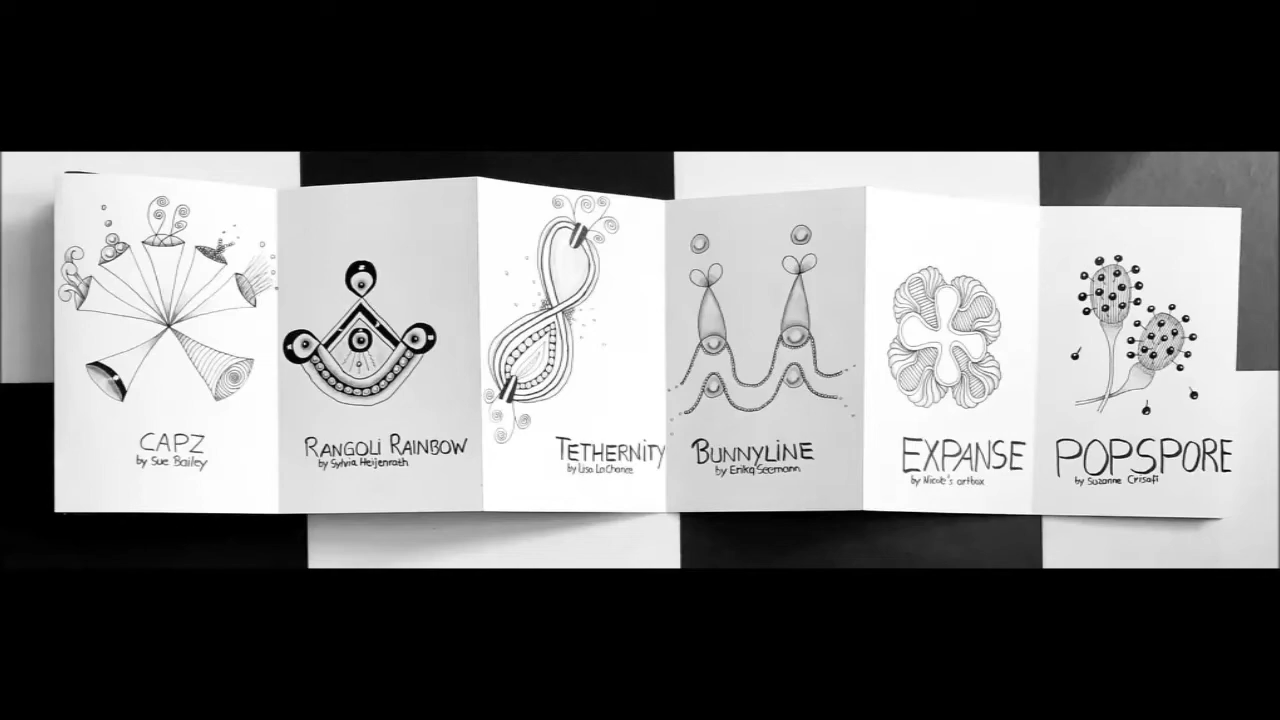 CAPZ
by Sue Bailey
RANGOLI RAINBOW
by Sylvia Heijenrath
TETHERNITY
by Lisa LaChance
BUNNYLINE
by Erika Seemann
EXPANSE
by Nicole's artbox
POPSPORE
by Suzanne Crisafi